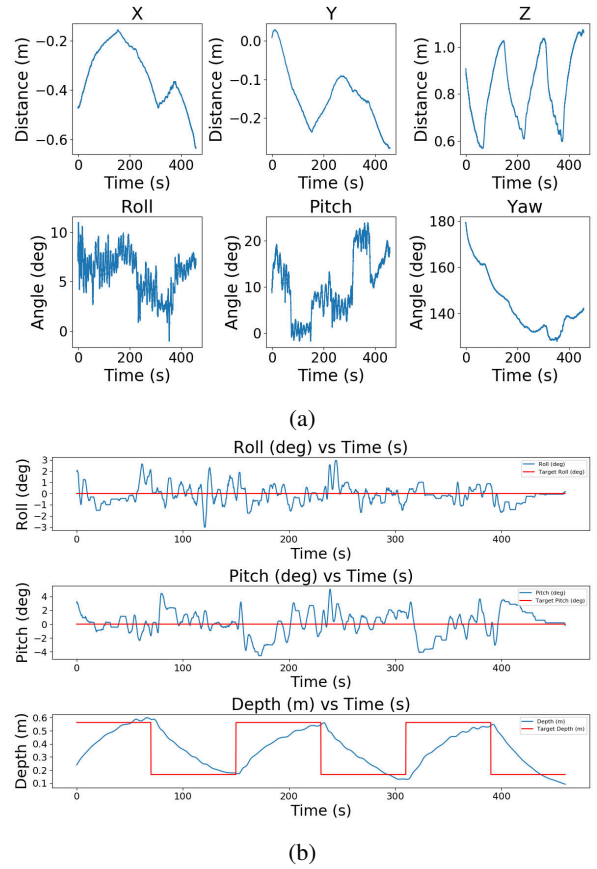 X Y Z
Distance (m) −0.2 −0.4 −0.6 Distance (m) 0.0 −0.1 −0.2 Distance (m) 1.0 0.8 0.6
0 200 400 0 200 400 0 200 400
Time (s) Time (s) Time (s)
Roll Pitch Yaw
Angle (deg) 10 5 0 Angle (deg) 20 10 0 Angle (deg) 180 160 140
0 200 400 0 200 400 0 200 400
Time (s) Time (s) Time (s)
(a)
Roll (deg) vs Time (s)
Roll (deg) 3 2 1 0 −1 −2 −3
Roll (deg)
Target Roll (deg)
0 100 200 300 400
Time (s)
Pitch (deg) vs Time (s)
Pitch (deg) 4 2 0 −2 −4
Pitch (deg)
Target Pitch (deg)
0 100 200 300 400
Time (s)
Depth (m) vs Time (s)
Depth (m) 0.6 0.5 0.4 0.3 0.2 0.1
Depth (m)
Target Depth (m)
0 100 200 300 400
Time (s)
(b)